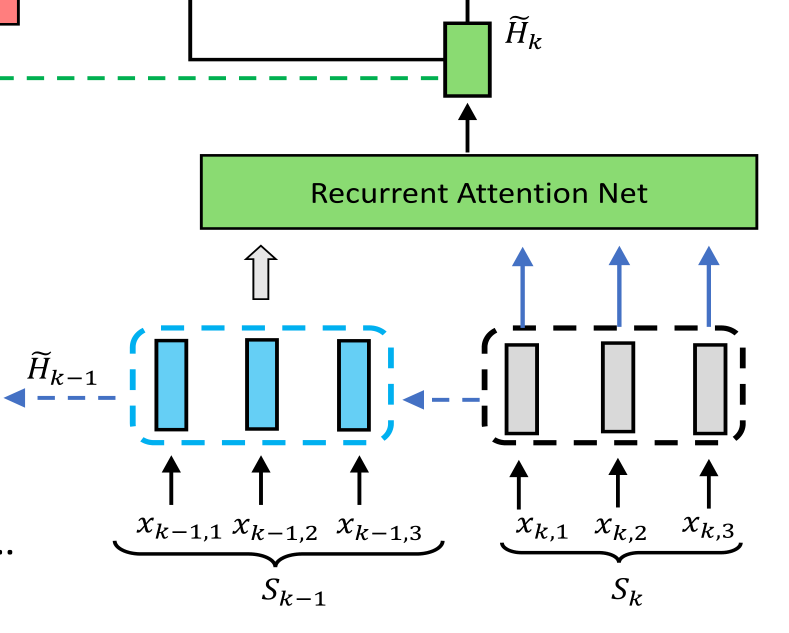 H̃ₖ
Recurrent Attention Net
H̃ₖ₋₁
xₖ₋₁,₁ xₖ₋₁,₂ xₖ₋₁,₃ xₖ,₁ xₖ,₂ xₖ,₃
...
Sₖ₋₁ Sₖ